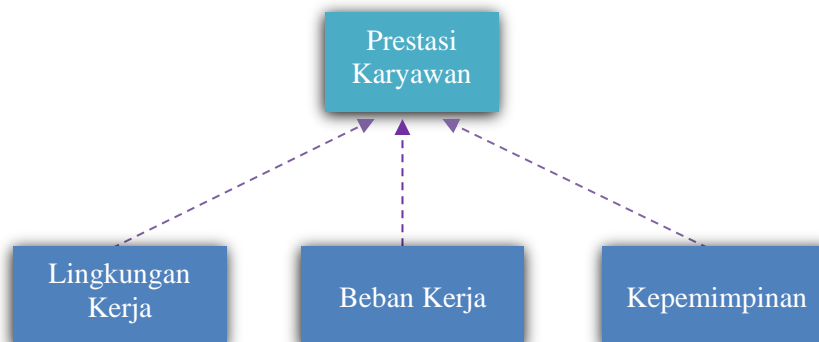 Prestasi
Karyawan
Lingkungan
Kerja
Beban Kerja
Kepemimpinan